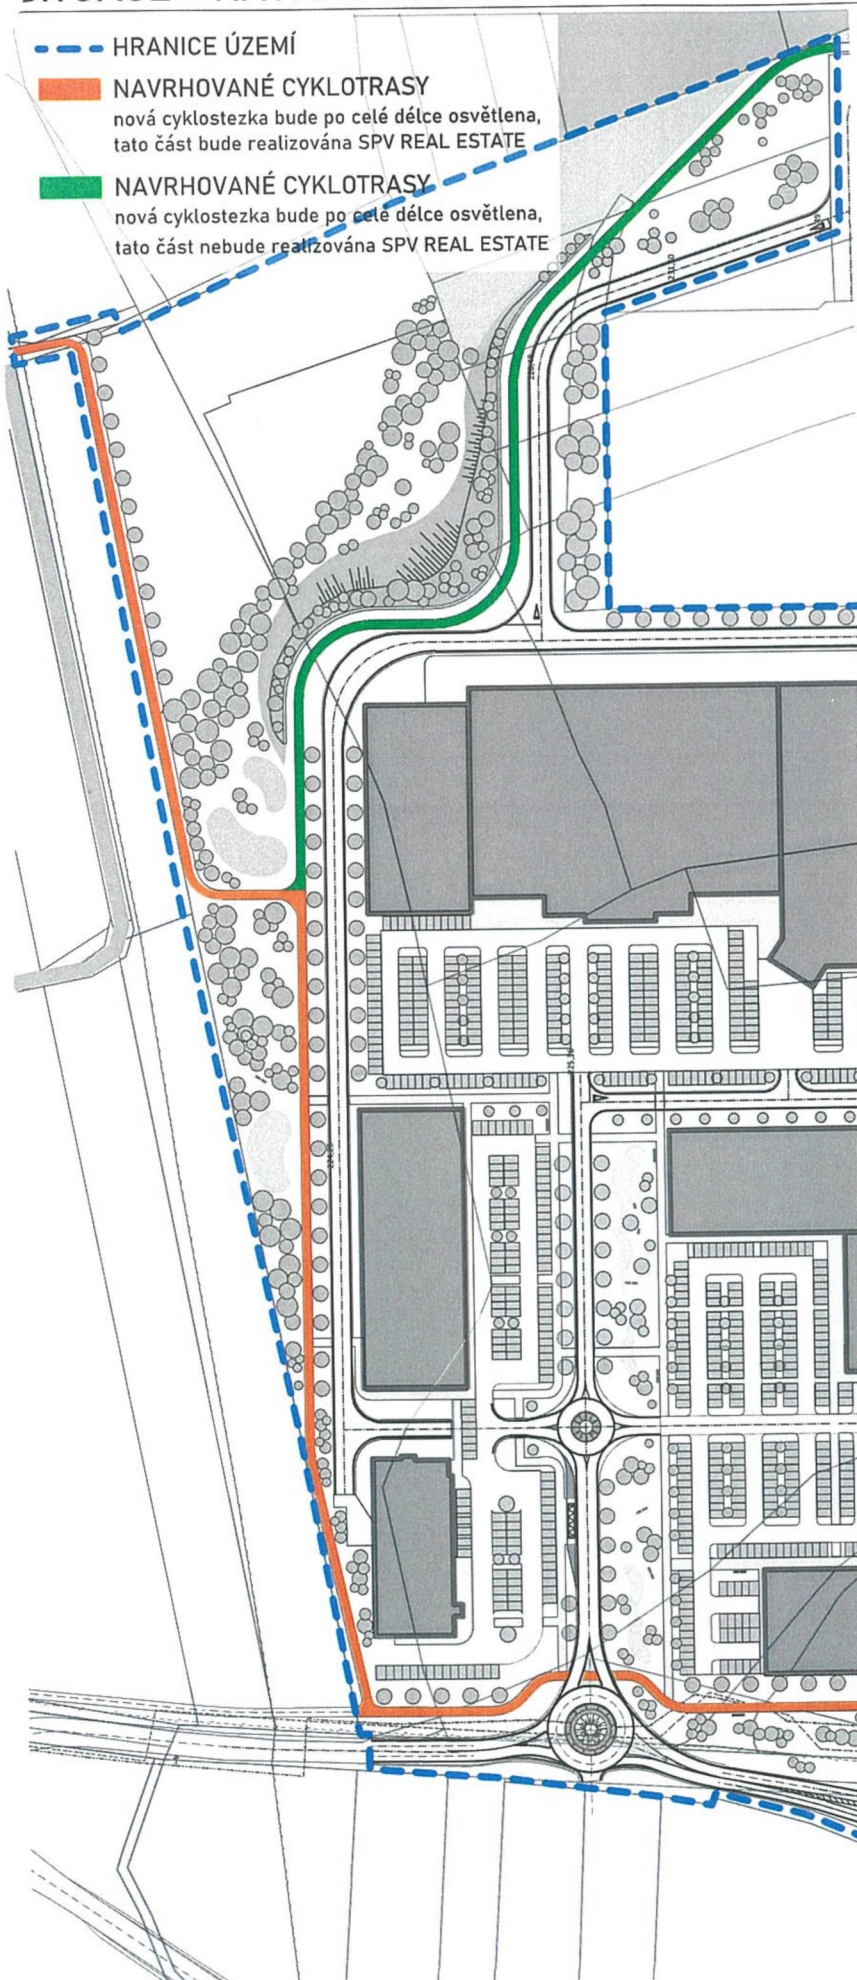 HRANICE ÚZEMÍ
NAVRHOVANÉ CYKLOTRASY
nová cyklostezka bude po celé délce osvětlena,
tato část bude realizována SPV REAL ESTATE
NAVRHOVANÉ CYKLOTRASY
nová cyklostezka bude po celé délce osvětlena,
tato část nebude realizována SPV REAL ESTATE